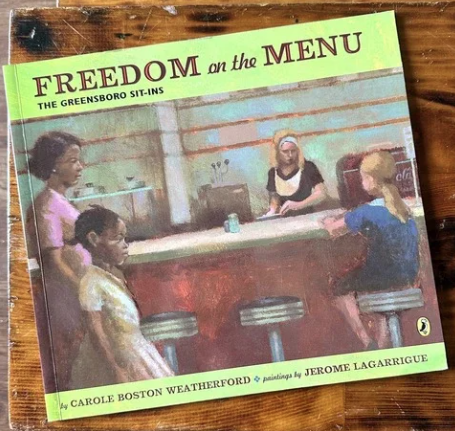 FREEDOM on the MENU
THE GREENSBORO SIT-INS
by CAROLE BOSTON WEATHERFORD ❖ paintings by JEROME LAGARRIGUE